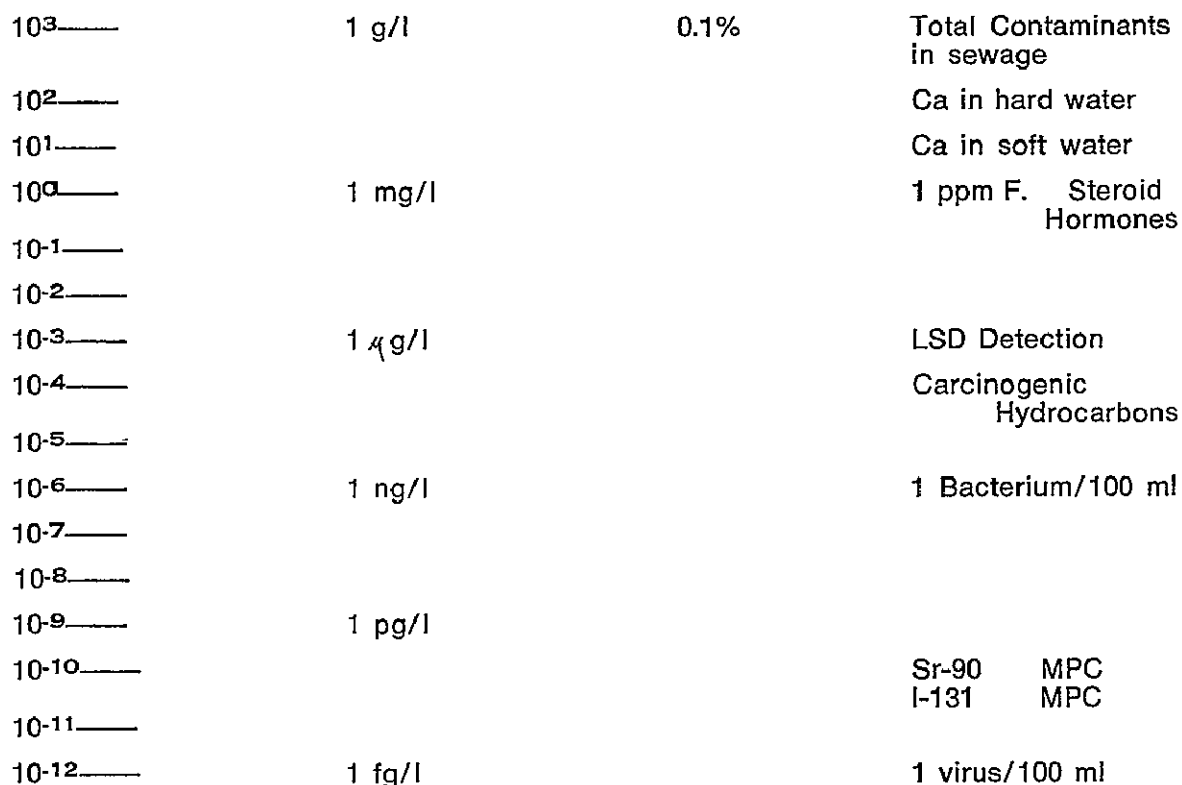 10³ 1 g/l 0.1% Total Contaminants
in sewage
10² Ca in hard water
10¹ Ca in soft water
10⁰ 1 mg/l 1 ppm F. Steroid
Hormones
10-1
10-2
10-3 1 μg/l LSD Detection
10-4 Carcinogenic
Hydrocarbons
10-5
10-6 1 ng/l 1 Bacterium/100 ml
10-7
10-8
10-9 1 pg/l
10-10 Sr-90 MPC
I-131 MPC
10-11
10-12 1 fg/l 1 virus/100 ml